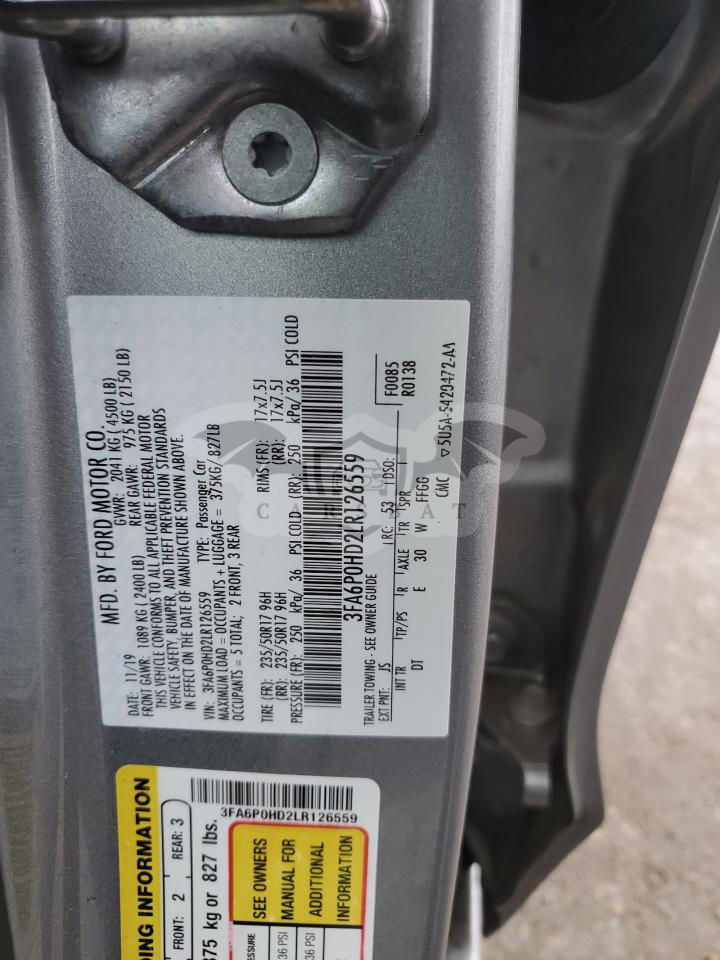 MFD. BY FORD MOTOR CO.
DATE: 11/19 GVWR: 2041 KG ( 4500 LB)
FRONT GAWR: 1089 KG ( 2400 LB) REAR GAWR: 975 KG ( 2150 LB)
THIS VEHICLE CONFORMS TO ALL APPLICABLE FEDERAL MOTOR
VEHICLE SAFETY, BUMPER, AND THEFT PREVENTION STANDARDS
IN EFFECT ON THE DATE OF MANUFACTURE SHOWN ABOVE.
VIN: 3FA6P0HD2LR126559 TYPE: Passenger Car
MAXIMUM LOAD = OCCUPANTS + LUGGAGE = 375KG/ 827LB
OCCUPANTS = 5 TOTAL; 2 FRONT, 3 REAR
TIRE (FR): 235/50R17 96H RIMS (FR): 17x7.5J
(RR): 235/50R17 96H (RR): 17x7.5J
PRESSURE (FR): 250 kPa/ 36 PSI COLD (RR): 250 kPa/ 36 PSI COLD
3FA6P0HD2LR126559
F0085
R0138
TRAILER TOWING - SEE OWNER GUIDE
EXT PNT: JS RC: 53 DSO:
INT TR TP/PS R AXLE TR SPR
DT E 30 W FFGG
CMC ▽5U5A-5420472-AA
CARSBAT
3FA6P0HD2LR126559
DING INFORMATION
FRONT: 2 REAR: 3
375 kg or 827 lbs.
SEE OWNERS
MANUAL FOR
ADDITIONAL
INFORMATION
36 PSI
36 PSI